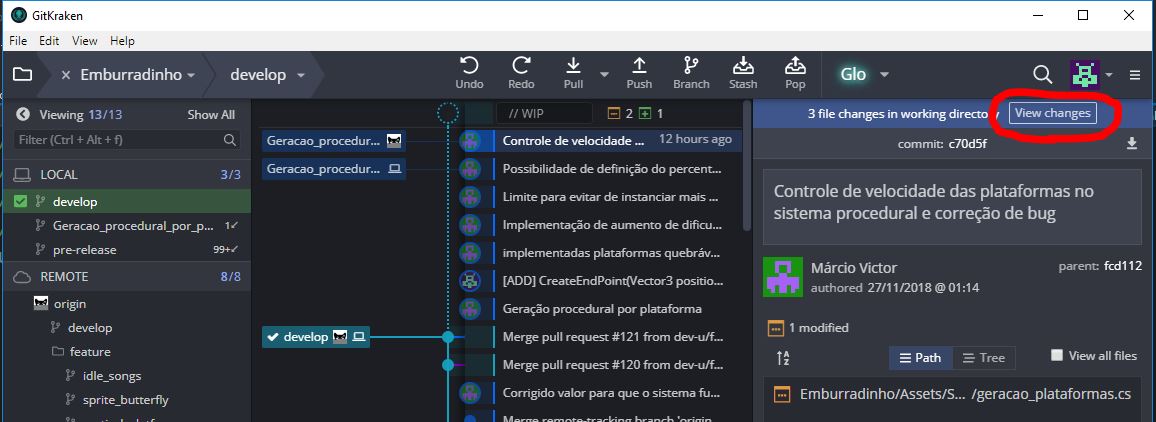 GitKraken
File Edit View Help
Emburradinho
develop
Undo Redo Pull Push Branch Stash Pop
Glo
Viewing 13/13 Show All
Filter (Ctrl + Alt + f)
LOCAL 3/3
develop
Geracao_procedural_por_p... 1
pre-release 99+
REMOTE 8/8
origin
develop
feature
idle_songs
sprite_butterfly
// WIP 2 1
Geracao_procedur... Controle de velocidade ... 12 hours ago
Geracao_procedur... Possibilidade de definição do percent...
Limite para evitar de instanciar mais ...
Implementação de aumento de dificu...
implementadas plataformas quebráv...
[ADD] CreateEndPoint(Vector3 positio...
Geração procedural por plataforma
develop Merge pull request #121 from dev-u/f...
Merge pull request #120 from dev-u/f...
Corrigido valor para que o sistema fu...
Merge remote-tracking branch 'origin
3 file changes in working directory View changes
commit: c70d5f
Controle de velocidade das plataformas no
sistema procedural e correção de bug
Márcio Victor parent: fcd112
authored 27/11/2018 @ 01:14
1 modified
Path Tree View all files
Emburradinho/Assets/S... /geracao_plataformas.cs